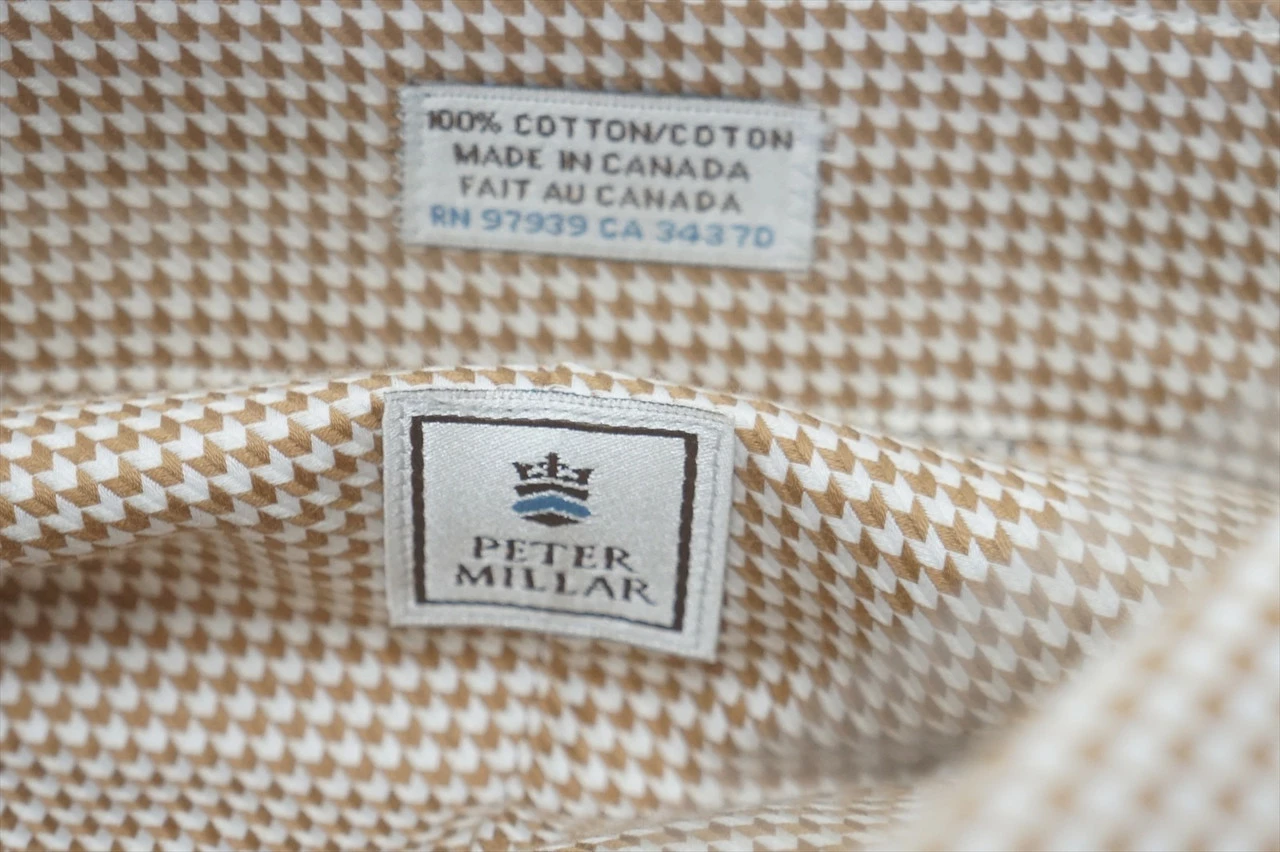 100% COTTON/COTON
MADE IN CANADA
FAIT AU CANADA
RN 97939 CA 34370
PETER
MILLAR